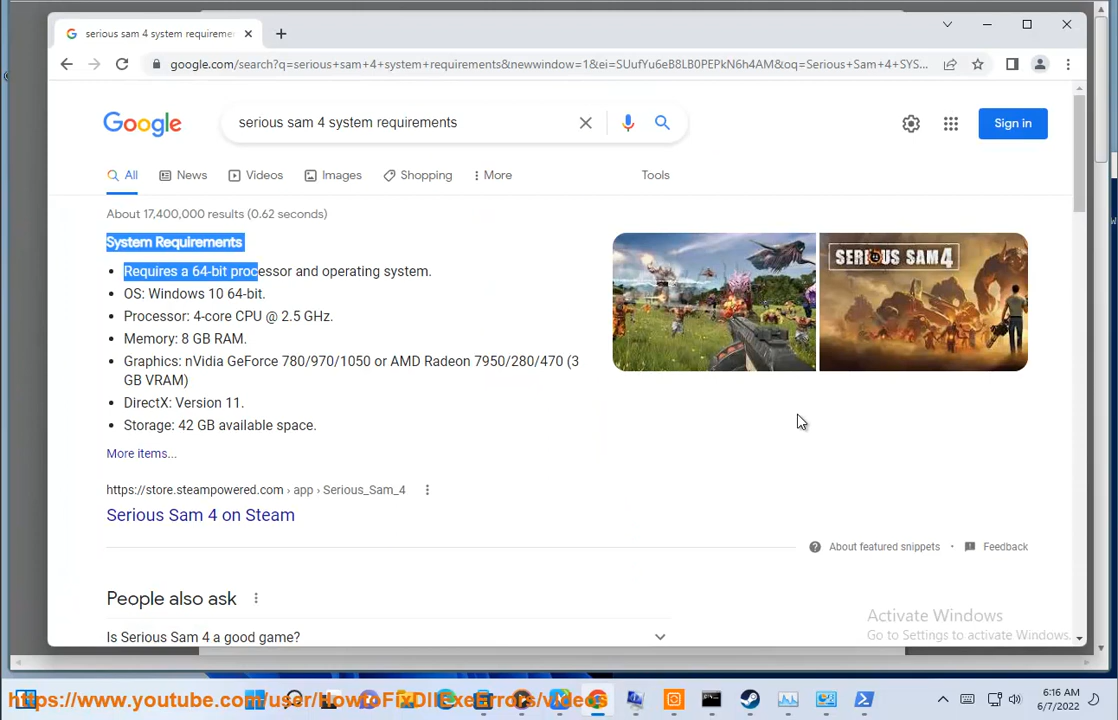 serious sam 4 system requireme
google.com/search?q=serious+sam+4+system+requirements&newwindow=1&ei=SUufYu6eB8LB0PEPkN6h4AM&oq=Serious+Sam+4+SYS...
Google
serious sam 4 system requirements
Sign in
All
News
Videos
Images
Shopping
More
Tools
About 17,400,000 results (0.62 seconds)
System Requirements
• Requires a 64-bit processor and operating system.
• OS: Windows 10 64-bit.
• Processor: 4-core CPU @ 2.5 GHz.
• Memory: 8 GB RAM.
• Graphics: nVidia GeForce 780/970/1050 or AMD Radeon 7950/280/470 (3
GB VRAM)
• DirectX: Version 11.
• Storage: 42 GB available space.
More items...
SERIOUS SAM 4
https://store.steampowered.com › app › Serious_Sam_4
Serious Sam 4 on Steam
About featured snippets • Feedback
People also ask
Is Serious Sam 4 a good game?
Activate Windows
Go to Settings to activate Windows.
https://www.youtube.com/user/HowtoFixDllExeErrors/videos
6:16 AM
6/7/2022